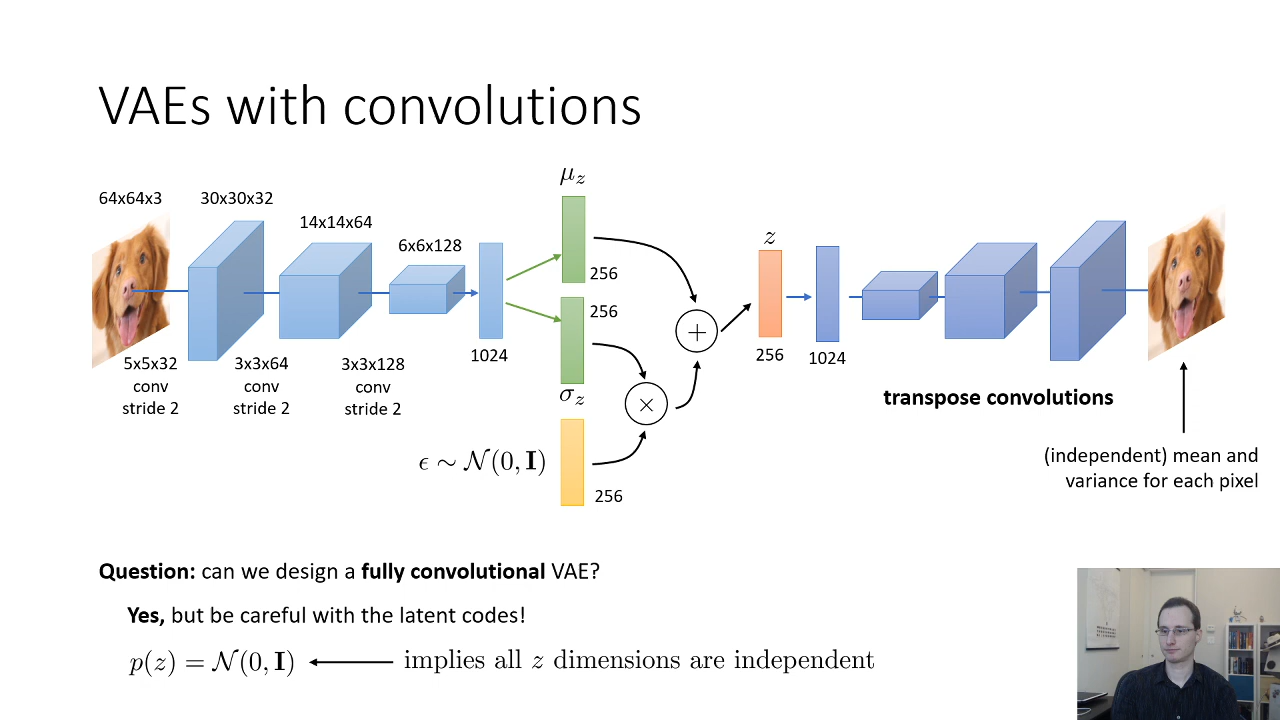 VAEs with convolutions
64x64x3
30x30x32
14x14x64
6x6x128
5x5x32
conv
stride 2
3x3x64
conv
stride 2
3x3x128
conv
stride 2
1024
μ_z
256
256
σ_z
ϵ ∼ 𝒩(0, I)
256
+
×
z
256
1024
transpose convolutions
(independent) mean and
variance for each pixel
Question: can we design a fully convolutional VAE?
Yes, but be careful with the latent codes!
p(z) = 𝒩(0, I) implies all z dimensions are independent